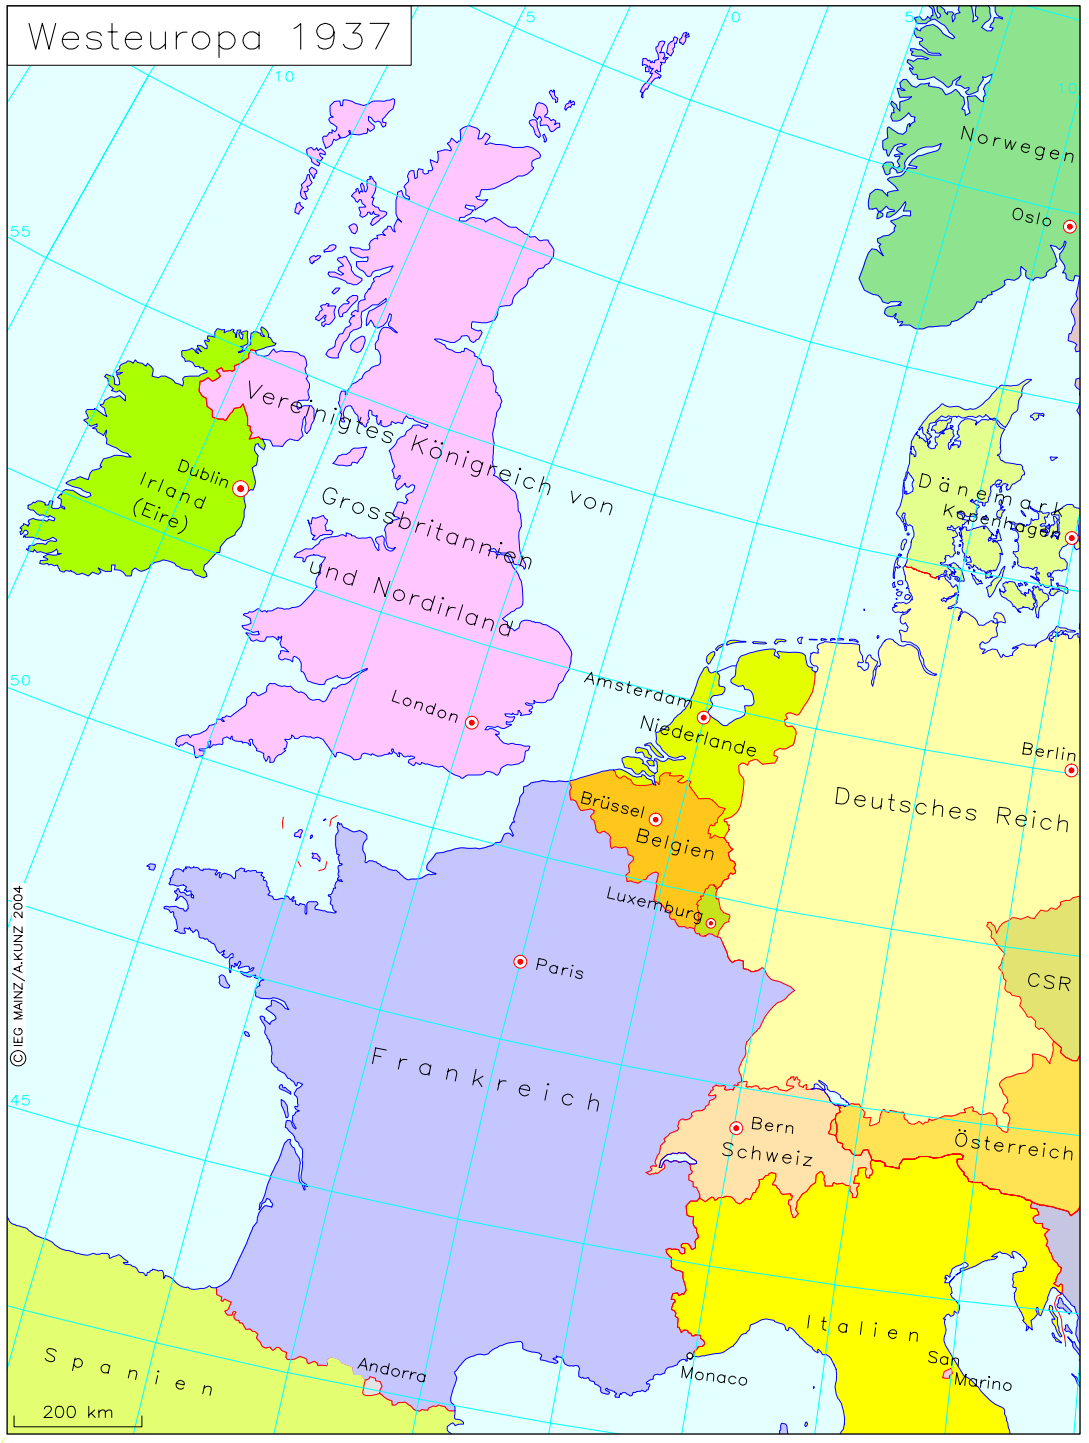 Westeuropa 1937
5
0
5
10
10
Norwegen
Oslo
55
Vereinigtes Königreich von
Grossbritannien
und Nordirland
Dublin
Irland
(Eire)
Dänemark
Kopenhagen
50
London
Amsterdam
Niederlande
Berlin
Deutsches Reich
Brüssel
Belgien
Luxemburg
©IEG MAINZ/A.KUNZ 2004
Paris
CSR
Frankreich
45
Bern
Schweiz
Österreich
Italien
Spanien
Andorra
Monaco
San
Marino
200 km